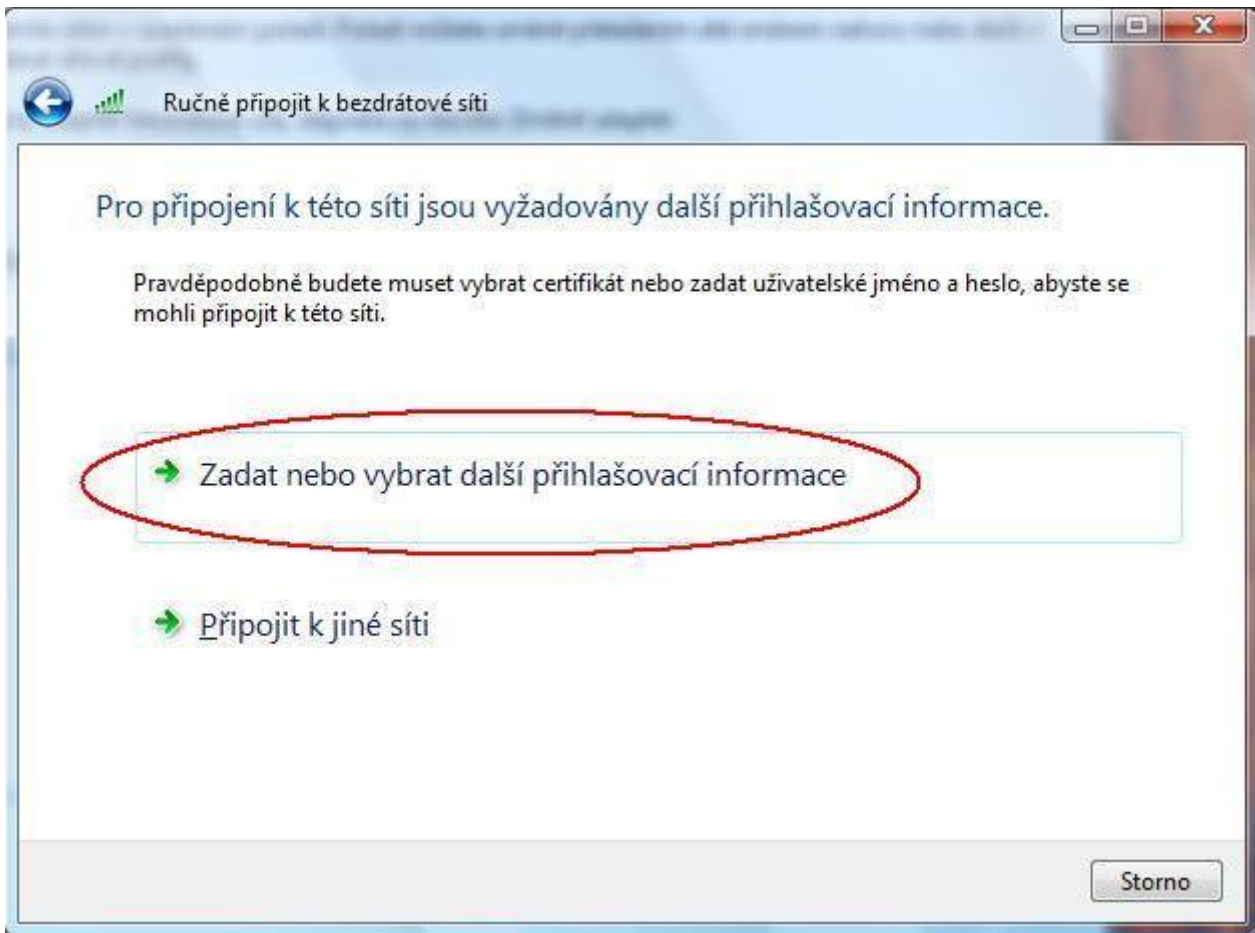 Ručně připojit k bezdrátové síti
Pro připojení k této síti jsou vyžadovány další přihlašovací informace.
Pravděpodobně budete muset vybrat certifikát nebo zadat uživatelské jméno a heslo, abyste se
mohli připojit k této síti.
Zadat nebo vybrat další přihlašovací informace
Připojit k jiné síti
Storno